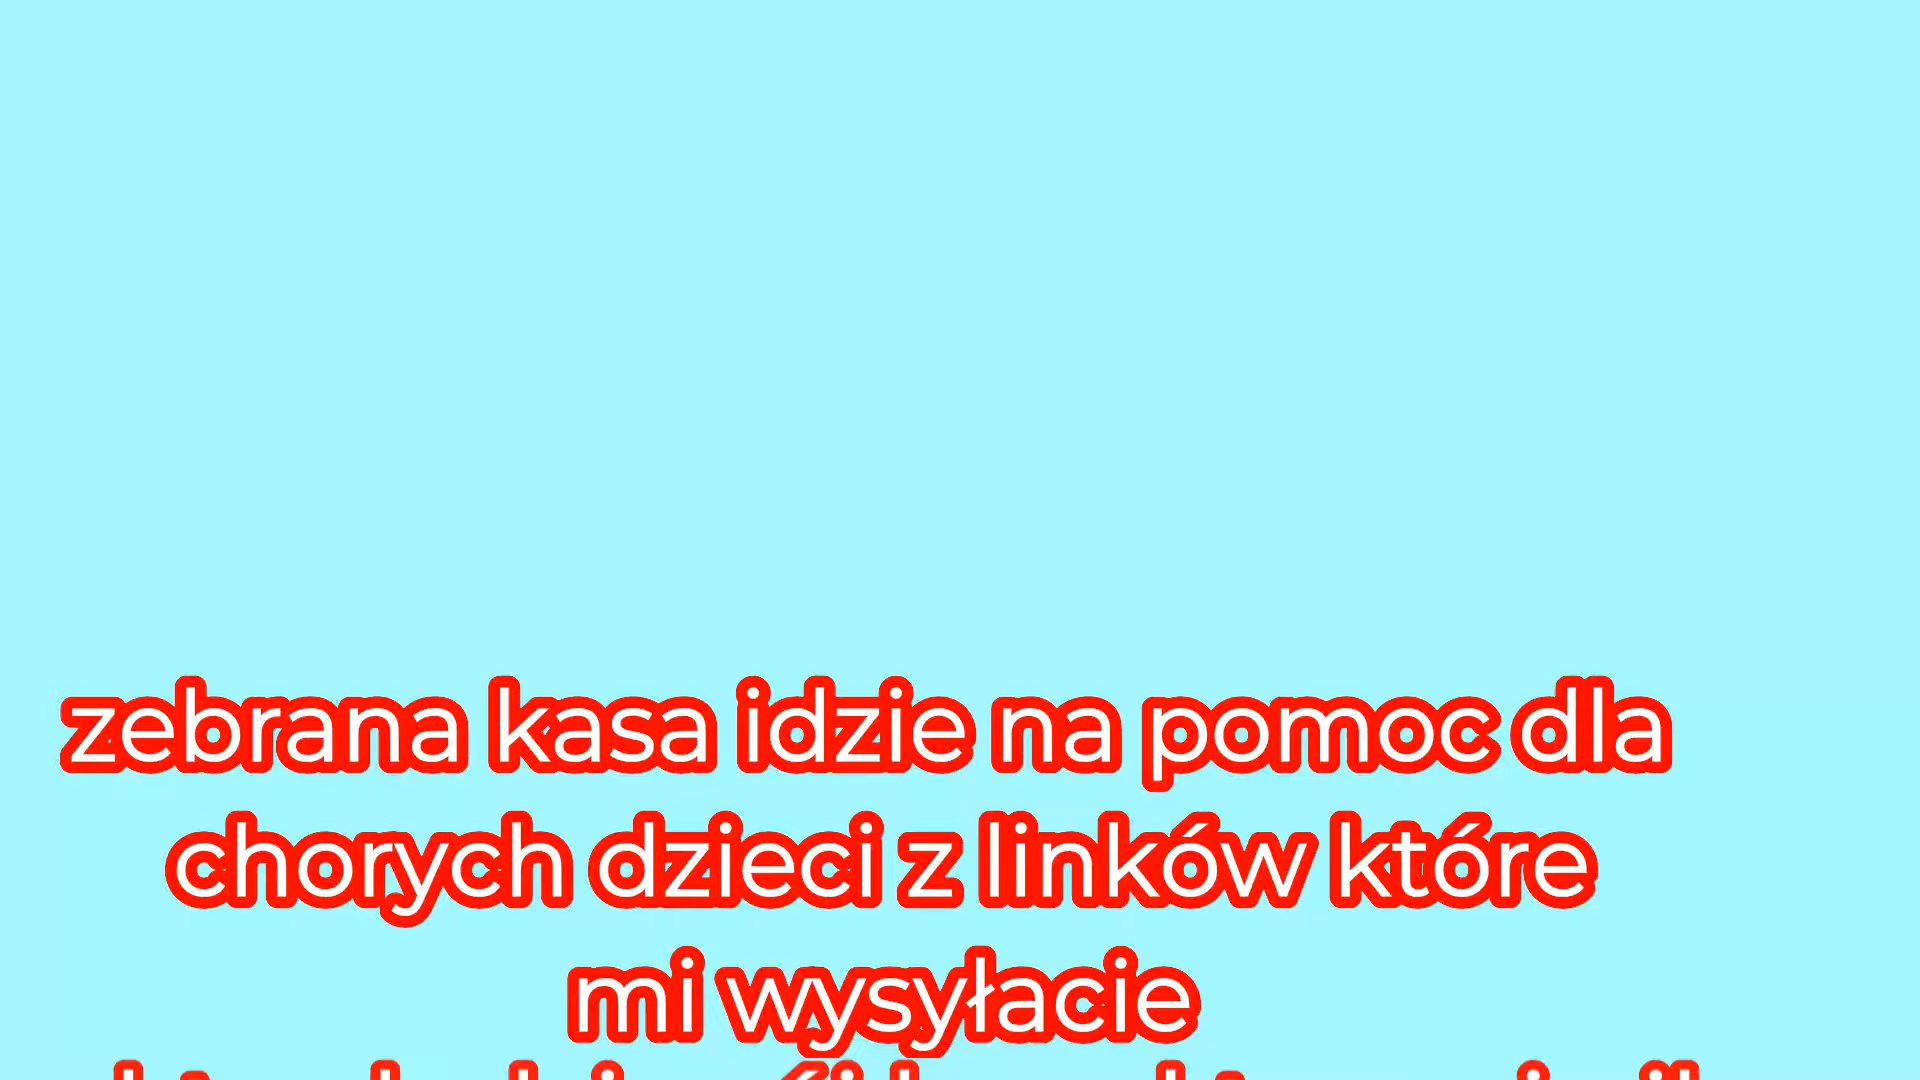 zebrana kasa idzie na pomoc dla
chorych dzieci z linków które
mi wysyłacie